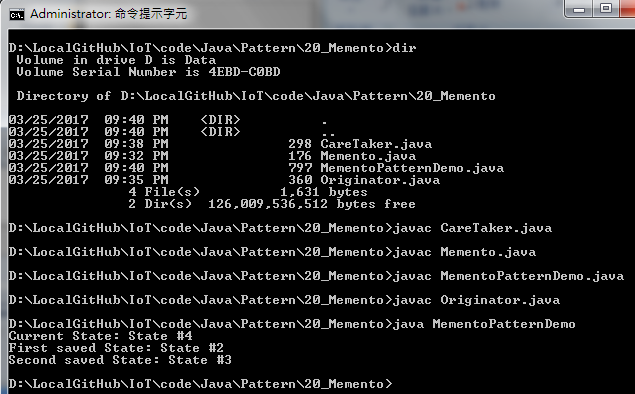 Administrator: 命令提示字元
D:\LocalGitHub\IoT\code\Java\Pattern\20_Memento>dir
 Volume in drive D is Data
 Volume Serial Number is 4EBD-C0BD
 Directory of D:\LocalGitHub\IoT\code\Java\Pattern\20_Memento
03/25/2017  09:40 PM    <DIR>          .
03/25/2017  09:40 PM    <DIR>          ..
03/25/2017  09:38 PM               298 CareTaker.java
03/25/2017  09:32 PM               176 Memento.java
03/25/2017  09:40 PM               797 MementoPatternDemo.java
03/25/2017  09:35 PM               360 Originator.java
               4 File(s)          1,631 bytes
               2 Dir(s)  126,009,536,512 bytes free
D:\LocalGitHub\IoT\code\Java\Pattern\20_Memento>javac CareTaker.java
D:\LocalGitHub\IoT\code\Java\Pattern\20_Memento>javac Memento.java
D:\LocalGitHub\IoT\code\Java\Pattern\20_Memento>javac MementoPatternDemo.java
D:\LocalGitHub\IoT\code\Java\Pattern\20_Memento>javac Originator.java
D:\LocalGitHub\IoT\code\Java\Pattern\20_Memento>java MementoPatternDemo
Current State: State #4
First saved State: State #2
Second saved State: State #3
D:\LocalGitHub\IoT\code\Java\Pattern\20_Memento>